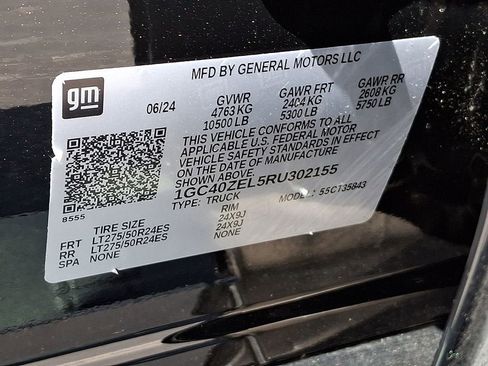 MFD BY GENERAL MOTORS LLC
gm
06/24 GVWR GAWR FRT GAWR RR
4763 KG 2404 KG 2608 KG
10500 LB 5300 LB 5750 LB
THIS VEHICLE CONFORMS TO ALL
APPLICABLE U.S. FEDERAL MOTOR
VEHICLE SAFETY STANDARDS IN EFFECT
ON THE DATE OF MANUFACTURE
SHOWN ABOVE.
1GC40ZEL5RU302155
TYPE: TRUCK MODEL: 55CT35843
8555
TIRE SIZE RIM
FRT LT275/50R24ES 24X9J
RR LT275/50R24ES 24X9J
SPA NONE NONE